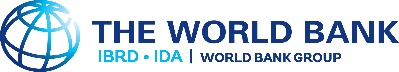 THE WORLD BANK
IBRD • IDA | WORLD BANK GROUP